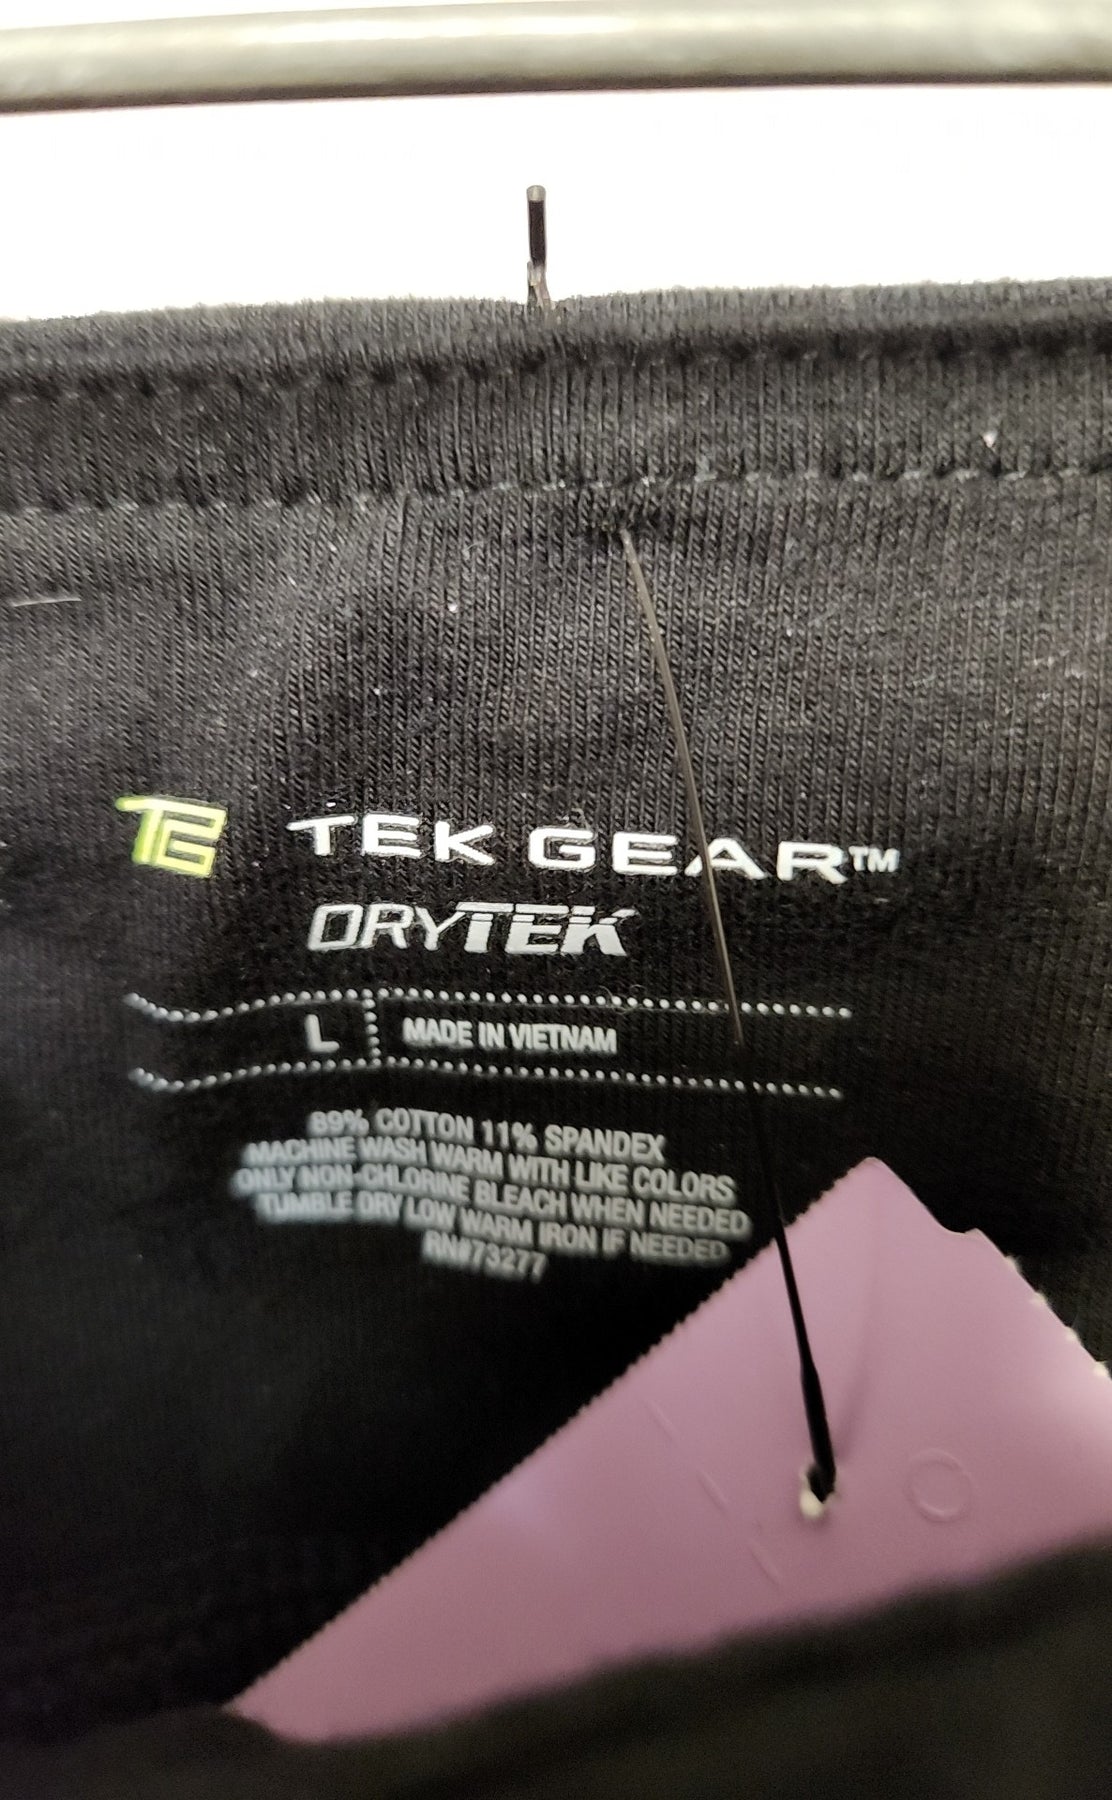 TG TEK GEAR™
DRYTEK
L MADE IN VIETNAM
89% COTTON 11% SPANDEX
MACHINE WASH WARM WITH LIKE COLORS
ONLY NON-CHLORINE BLEACH WHEN NEEDED
TUMBLE DRY LOW WARM IRON IF NEEDED
RN#73277